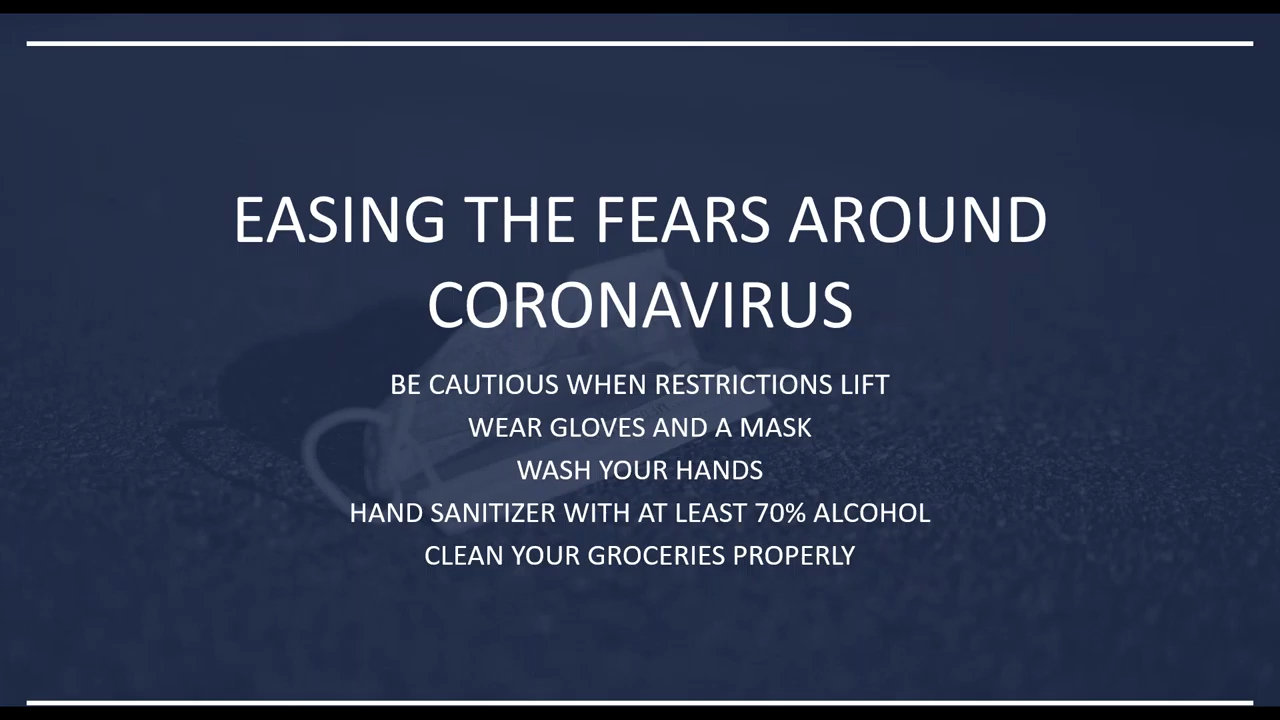 EASING THE FEARS AROUND
CORONAVIRUS
BE CAUTIOUS WHEN RESTRICTIONS LIFT
WEAR GLOVES AND A MASK
WASH YOUR HANDS
HAND SANITIZER WITH AT LEAST 70% ALCOHOL
CLEAN YOUR GROCERIES PROPERLY